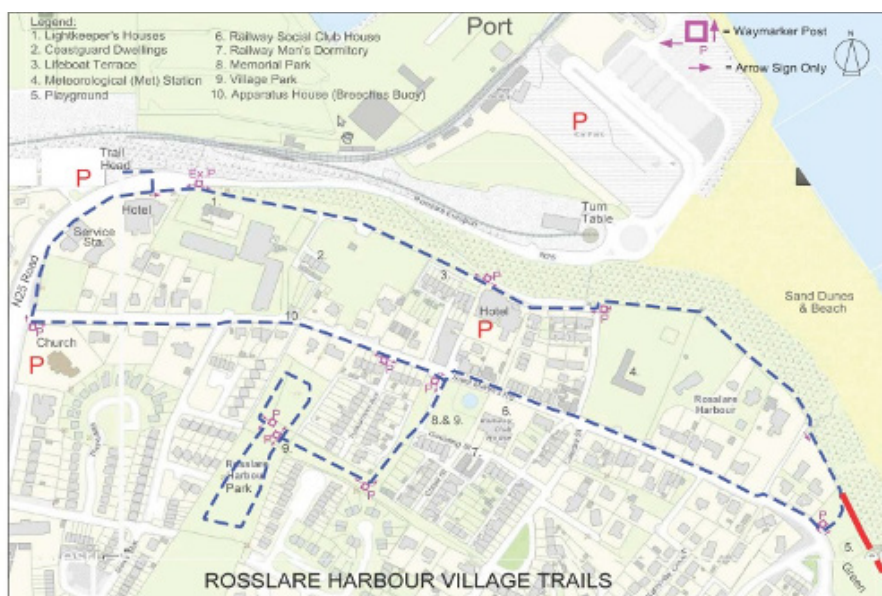 Legend:
1. Lightkeeper's Houses
2. Coastguard Dwellings
3. Lifeboat Terrace
4. Meteorological (Met) Station
5. Playground
6. Railway Social Club House
7. Railway Men's Dormitory
8. Memorial Park
9. Village Park
10. Apparatus House (Breeches Buoy)
Port
P
= Waymarker Post
= Arrow Sign Only
N
P
Trail
Head
P
Ex.P
Hotel
1.
Service
Sta.
N25 Road
2.
3.
P
Turn
Table
N25
Hotel
P
P
Sand Dunes
& Beach
10.
P
Church
P
P
P
4.
Rosslare
Harbour
8.& 9.
6.
7.
P
P
9.
Rosslare
Harbour
Park
P
P
5.
Green
ROSSLARE HARBOUR VILLAGE TRAILS